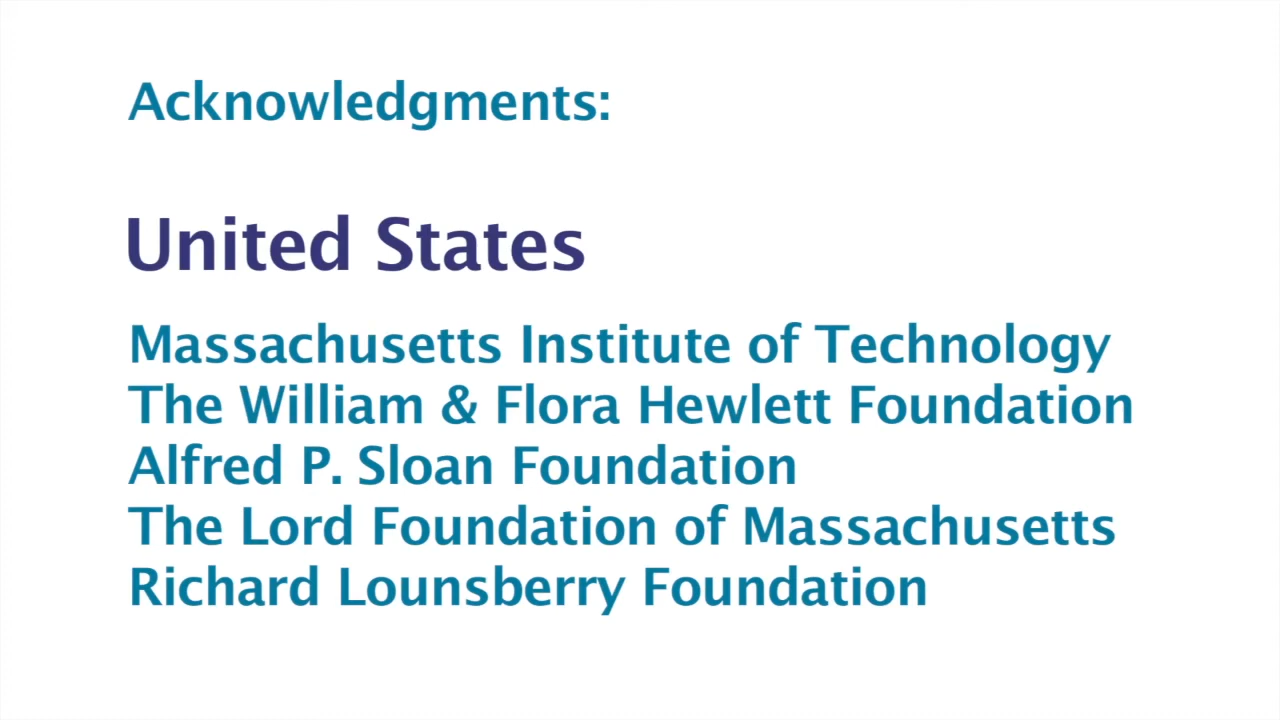 Acknowledgments:
United States
Massachusetts Institute of Technology
The William & Flora Hewlett Foundation
Alfred P. Sloan Foundation
The Lord Foundation of Massachusetts
Richard Lounsberry Foundation